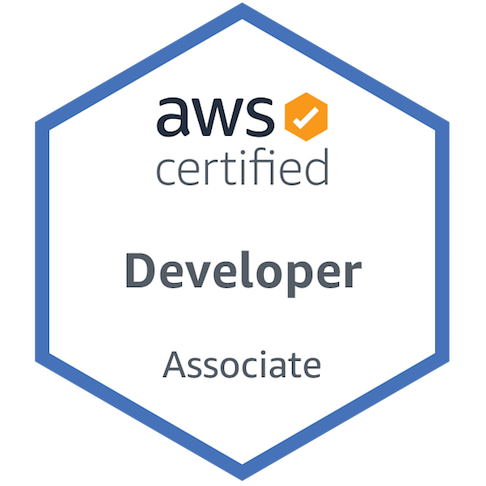 aws
certified
Developer
Associate